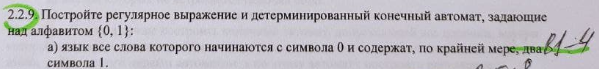 2.2.9. Постройте регулярное выражение и детерминированный конечный автомат, задающие
над алфавитом {0, 1}:
а) язык все слова которого начинаются с символа 0 и содержат, по крайней мере, два
символа 1.